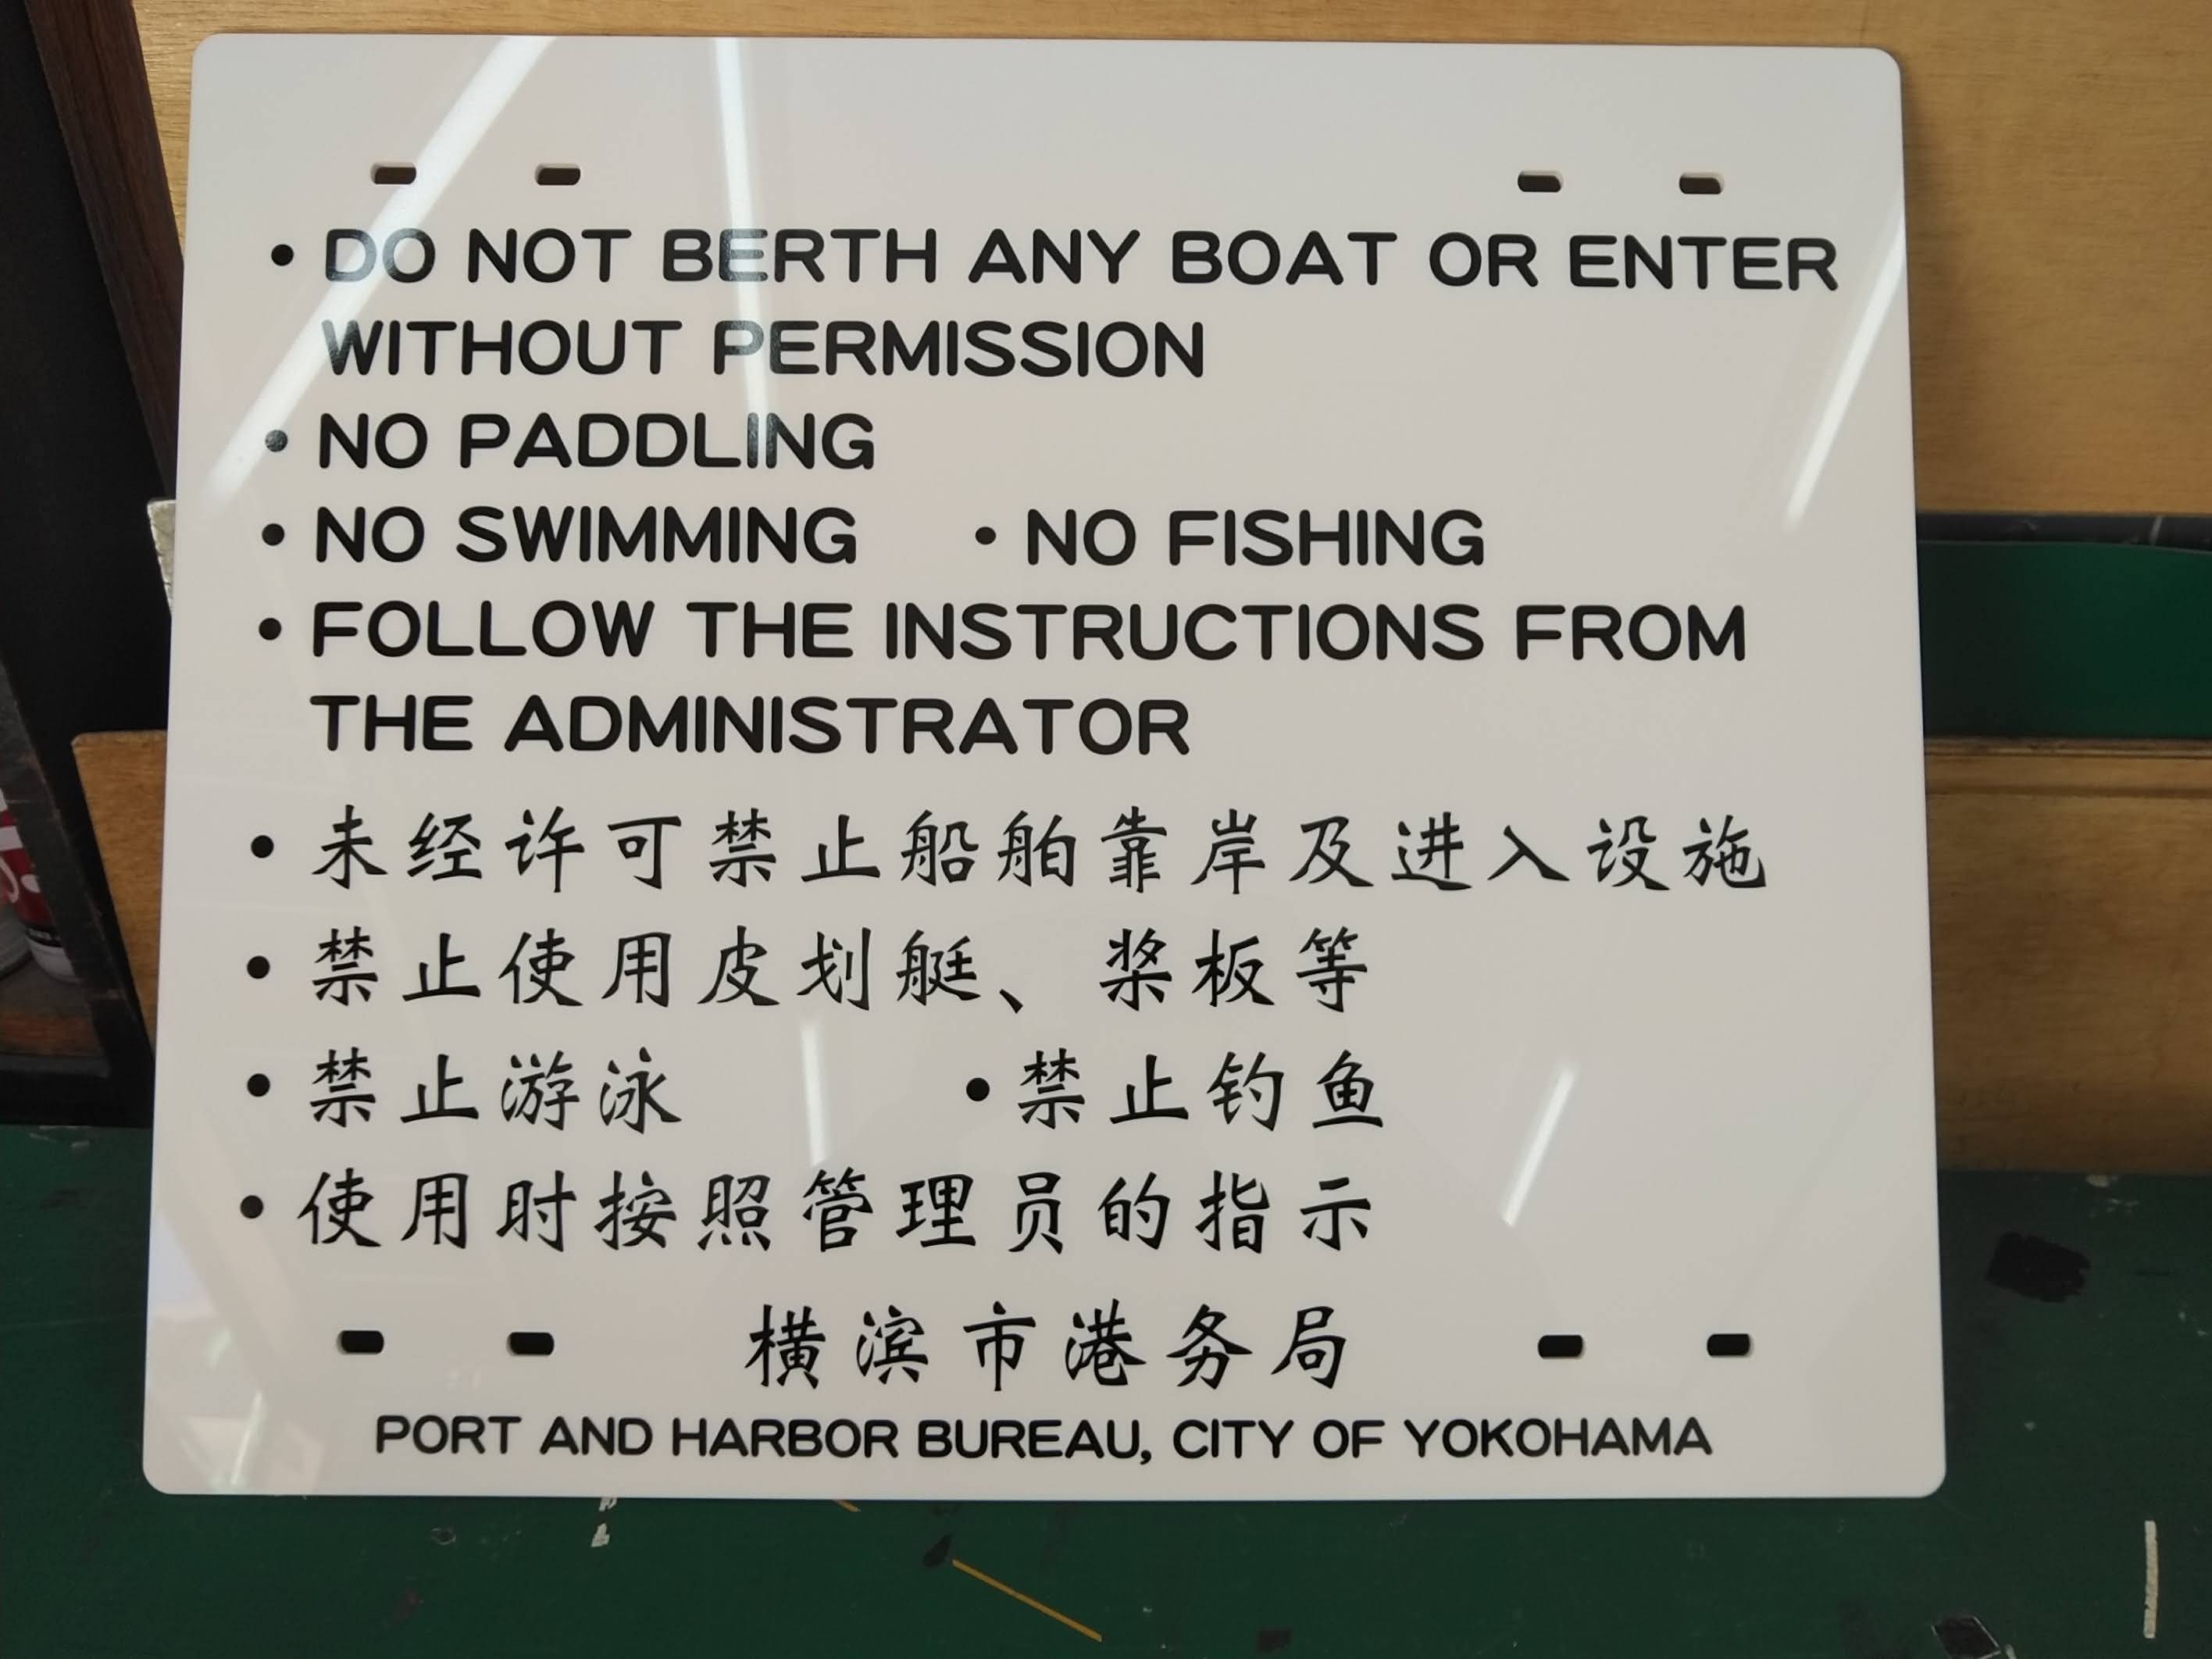 • DO NOT BERTH ANY BOAT OR ENTER
WITHOUT PERMISSION
• NO PADDLING
• NO SWIMMING • NO FISHING
• FOLLOW THE INSTRUCTIONS FROM
THE ADMINISTRATOR
• 未经许可禁止船舶靠岸及进入设施
• 禁止使用皮划艇、桨板等
• 禁止游泳 • 禁止钓鱼
• 使用时按照管理员的指示
横滨市港务局
PORT AND HARBOR BUREAU, CITY OF YOKOHAMA